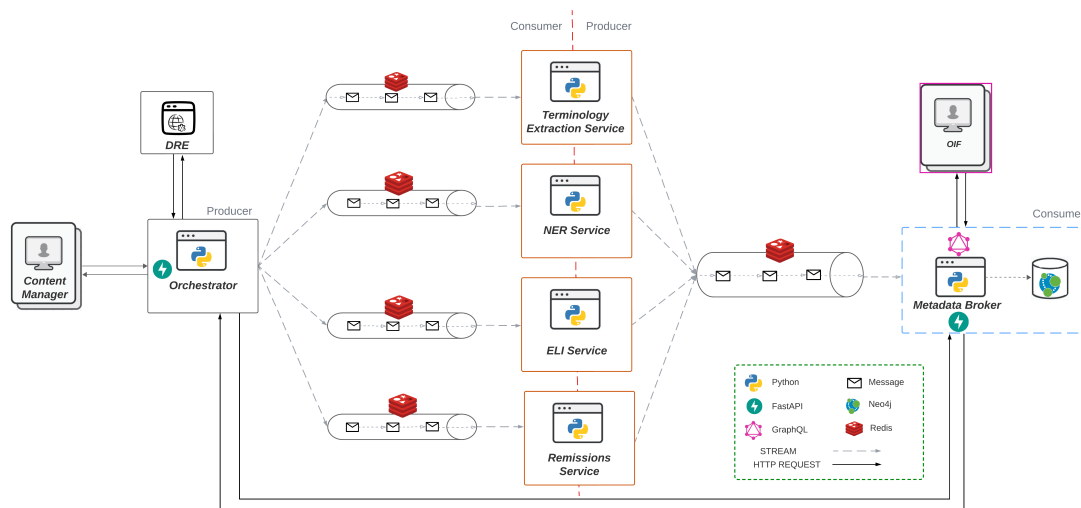 Consumer
Producer
Terminology
Extraction Service
DRE
OIF
NER Service
Producer
Consume
Content
Manager
Orchestrator
Metadata Broker
ELI Service
Python
Message
FastAPI
Neo4j
GraphQL
Redis
STREAM
HTTP REQUEST
Remissions
Service